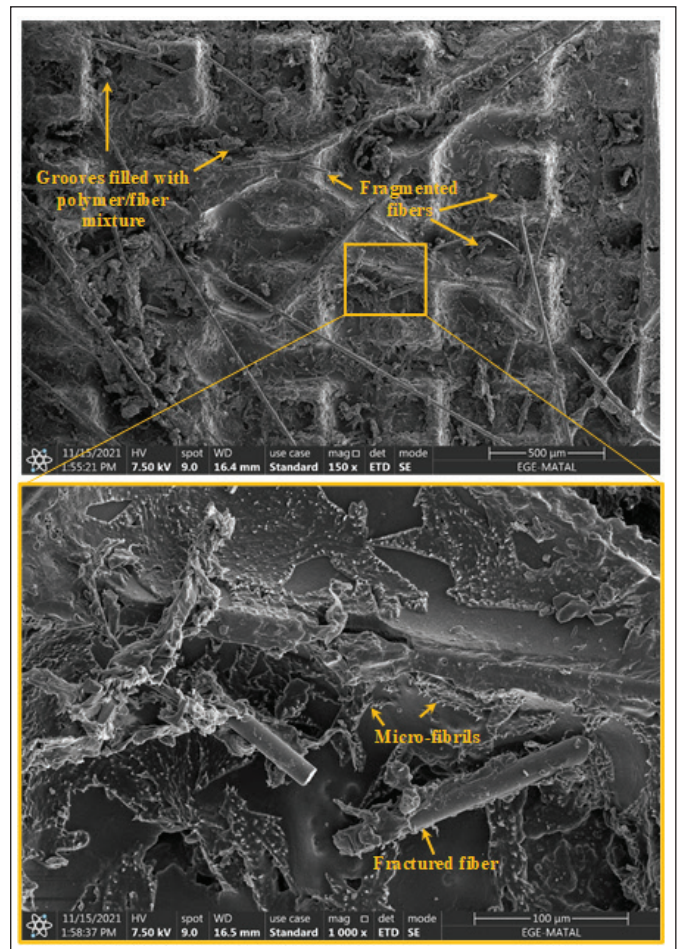 Grooves filled with
polymer/fiber
mixture
Fragmented
fibers
11/15/2021 HV spot WD use case mag □ det mode 500 µm
1:55:21 PM 7.50 kV 9.0 16.4 mm Standard 150 x ETD SE EGE-MATAL
Micro-fibrils
Fractured fiber
11/15/2021 HV spot WD use case mag □ det mode 100 µm
1:58:37 PM 7.50 kV 9.0 16.5 mm Standard 1 000 x ETD SE EGE-MATAL